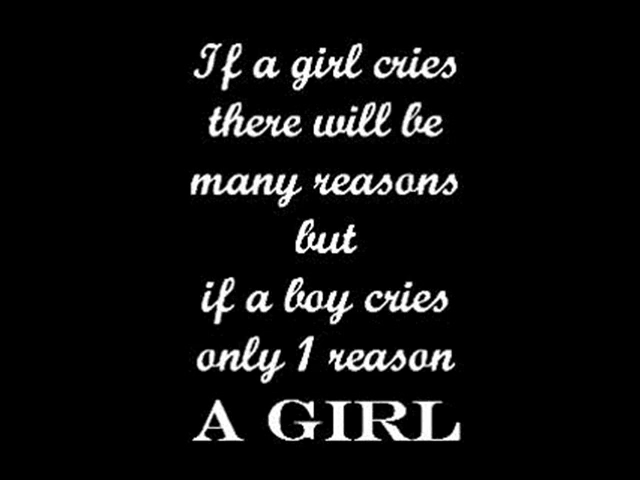 If a girl cries
there will be
many reasons
but
if a boy cries
only 1 reason
A GIRL